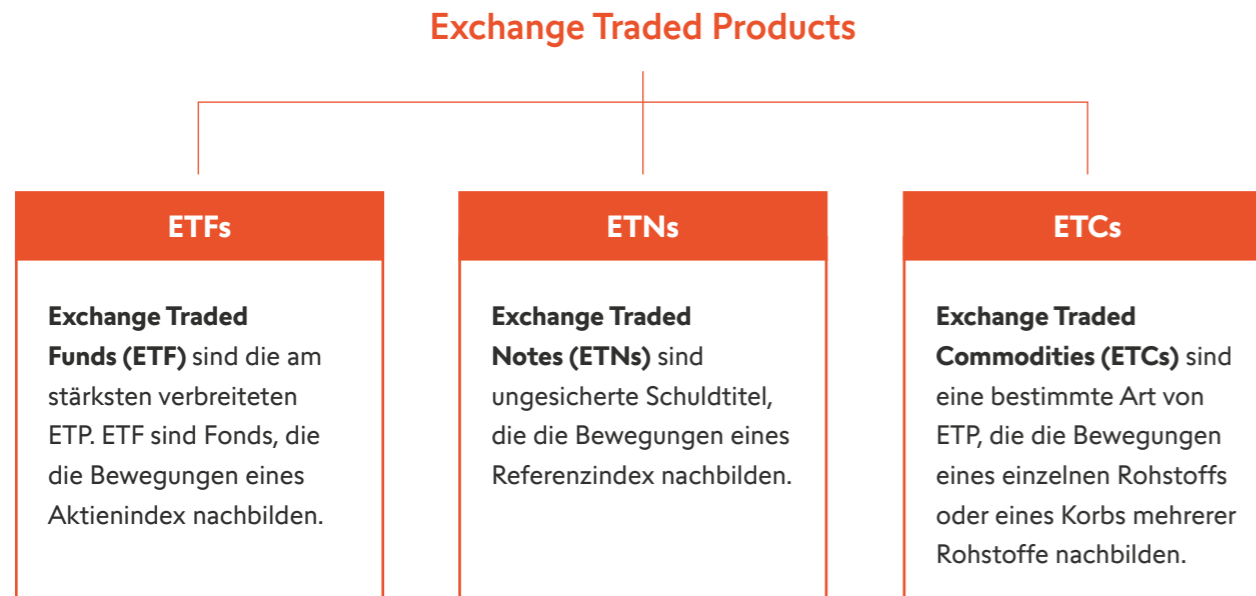 Exchange Traded Products
ETFs
Exchange Traded
Funds (ETF) sind die am
stärksten verbreiteten
ETP. ETF sind Fonds, die
die Bewegungen eines
Aktienindex nachbilden.
ETNs
Exchange Traded
Notes (ETNs) sind
ungesicherte Schuldtitel,
die die Bewegungen eines
Referenzindex nachbilden.
ETCs
Exchange Traded
Commodities (ETCs) sind
eine bestimmte Art von
ETP, die die Bewegungen
eines einzelnen Rohstoffs
oder eines Korbs mehrerer
Rohstoffe nachbilden.